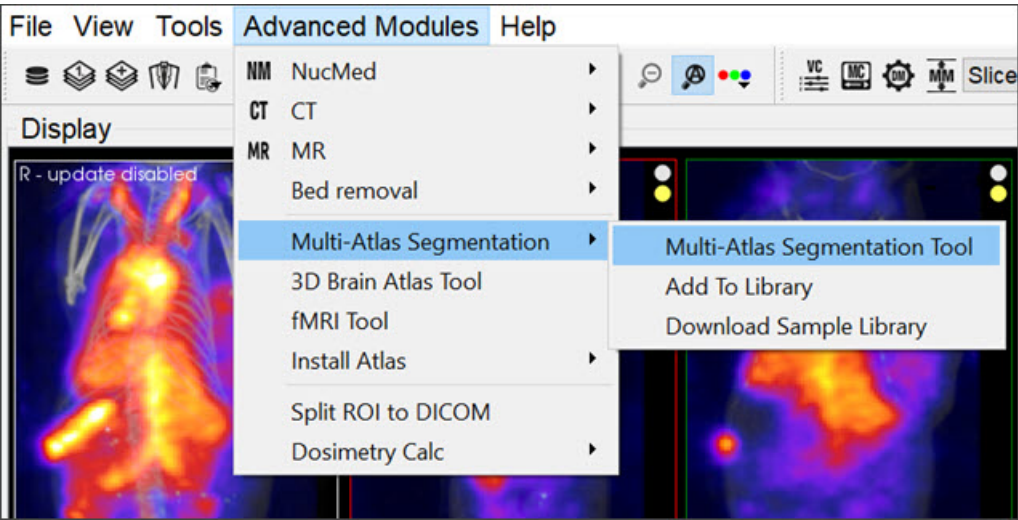 File View Tools Advanced Modules Help
NM NucMed
CT CT
MR MR
Bed removal
Multi-Atlas Segmentation
3D Brain Atlas Tool
fMRI Tool
Install Atlas
Split ROI to DICOM
Dosimetry Calc
Multi-Atlas Segmentation Tool
Add To Library
Download Sample Library
1
A
VC MC DM MM Slice
Display
R - update disabled